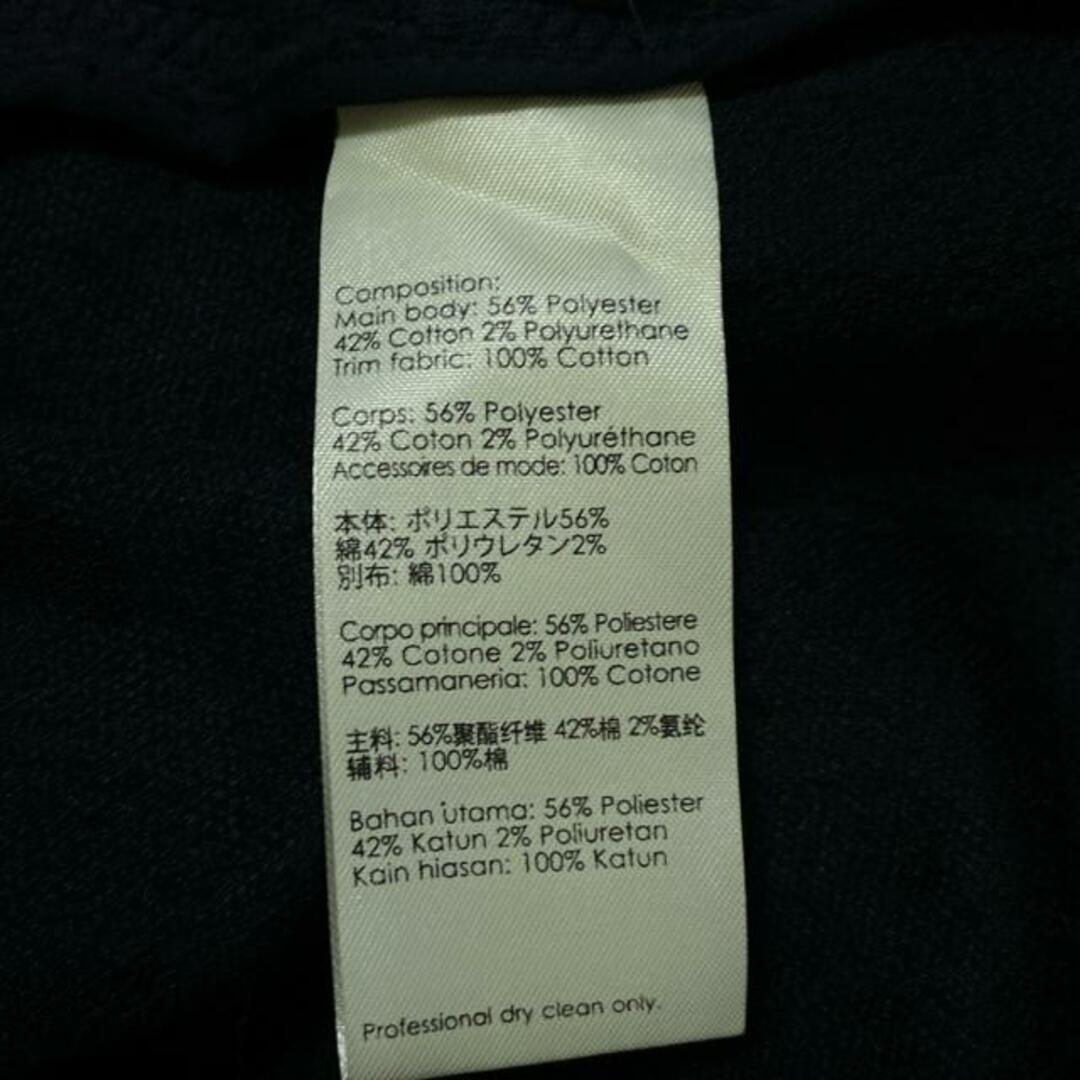 Composition:
Main body: 56% Polyester
42% Cotton 2% Polyurethane
Trim fabric: 100% Cotton
Corps: 56% Polyester
42% Coton 2% Polyuréthane
Accessoires de mode: 100% Coton
本体: ポリエステル56%
綿42% ポリウレタン2%
別布: 綿100%
Corpo principale: 56% Poliestere
42% Cotone 2% Poliuretano
Passamaneria: 100% Cotone
主料: 56%聚酯纤维 42%棉 2%氨纶
辅料: 100%棉
Bahan utama: 56% Poliester
42% Katun 2% Poliuretan
Kain hiasan: 100% Katun
Professional dry clean only.